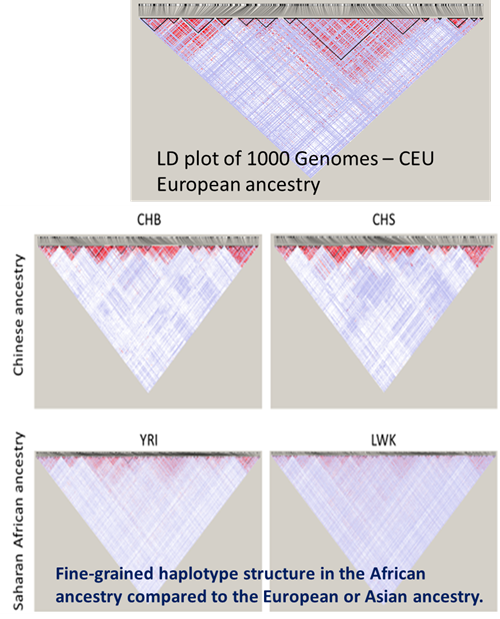 LD plot of 1000 Genomes – CEU
European ancestry
CHB
CHS
Chinese ancestry
YRI
LWK
Saharan African ancestry
Fine-grained haplotype structure in the African
ancestry compared to the European or Asian ancestry.